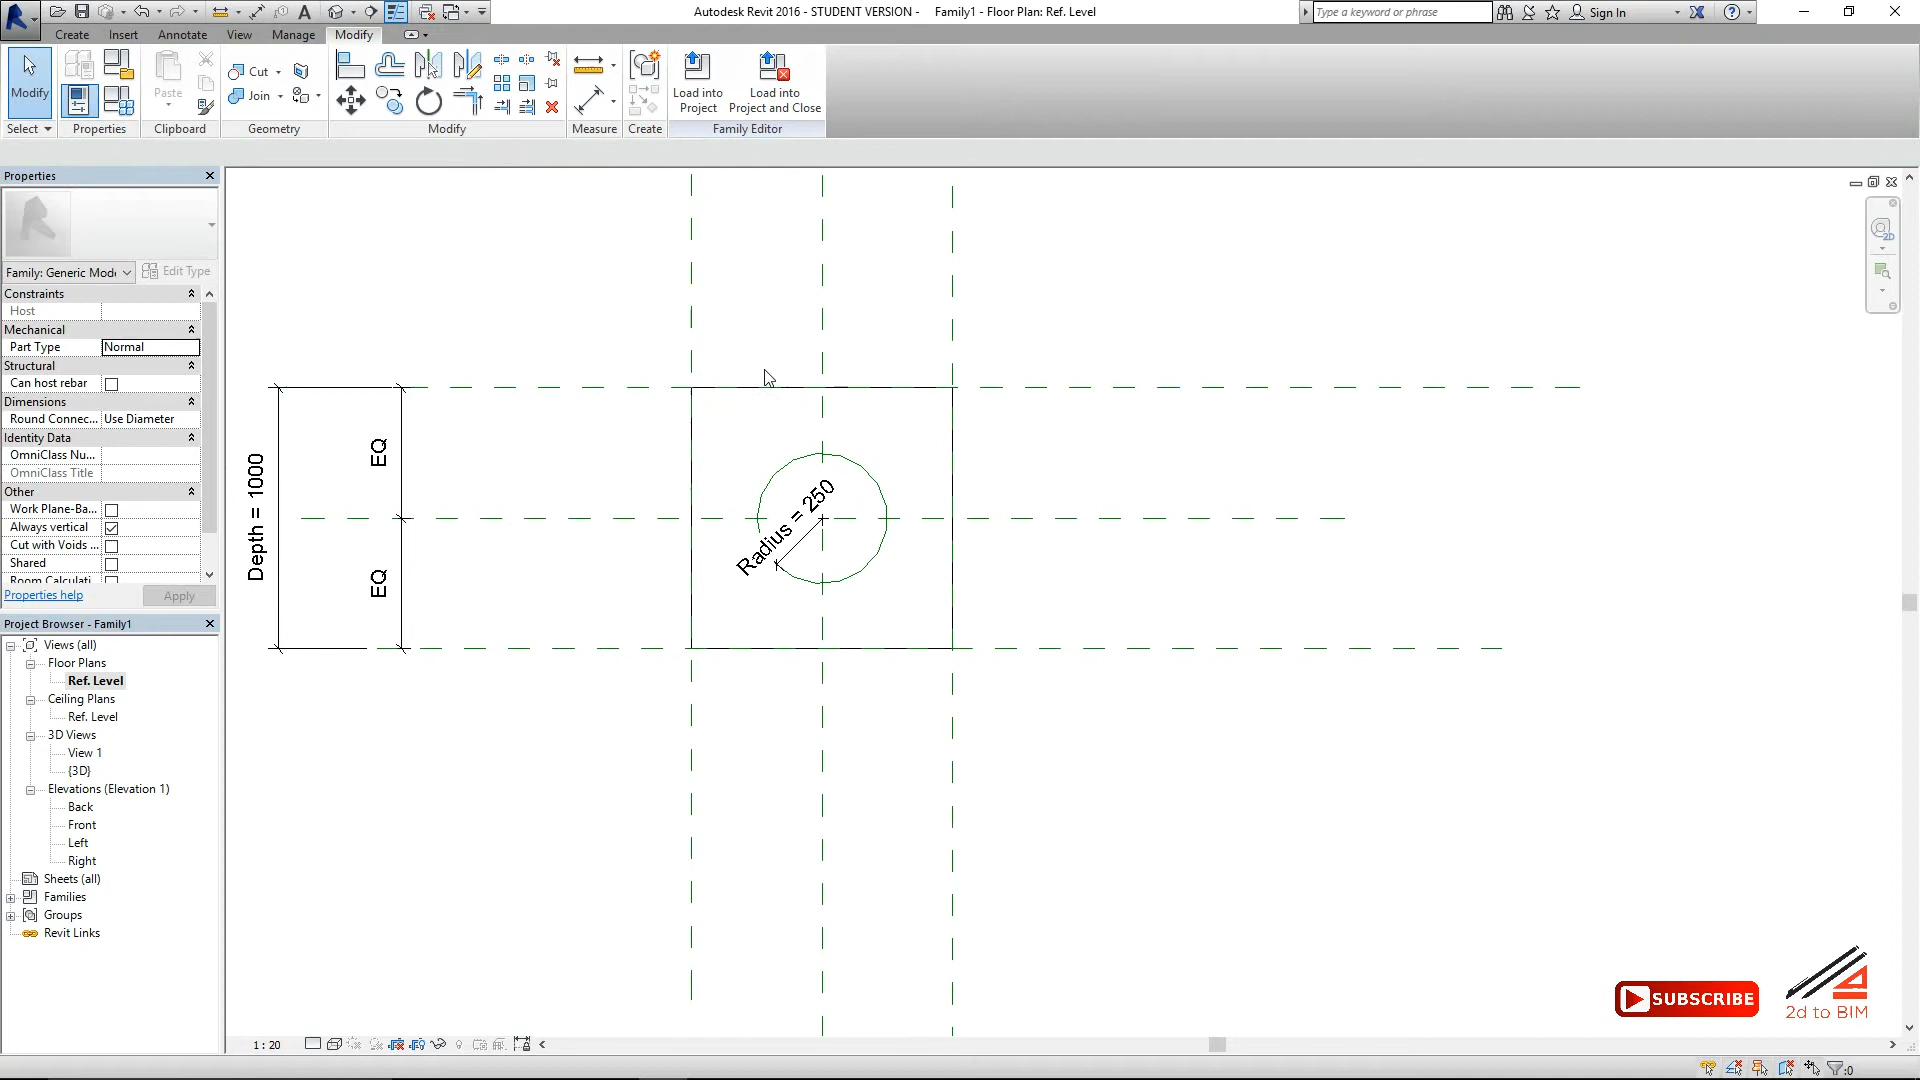 Autodesk Revit 2016 - STUDENT VERSION - Family1 - Floor Plan: Ref. Level
Type a keyword or phrase
Sign In
Create Insert Annotate View Manage Modify
Modify
Paste
Cut
Join
Load into Project
Load into Project and Close
Select Properties Clipboard Geometry Modify Measure Create Family Editor
Properties
Family: Generic Mode
Edit Type
Constraints
Host
Mechanical
Part Type Normal
Structural
Can host rebar
Dimensions
Round Connec... Use Diameter
Identity Data
OmniClass Nu...
OmniClass Title
Other
Work Plane-Ba...
Always vertical
Cut with Voids ...
Shared
Room Calculati
Properties help
Apply
Project Browser - Family1
Views (all)
Floor Plans
Ref. Level
Ceiling Plans
Ref. Level
3D Views
View 1
{3D}
Elevations (Elevation 1)
Back
Front
Left
Right
Sheets (all)
Families
Groups
Revit Links
Depth = 1000
EQ
EQ
Radius = 250
2D
1 : 20
SUBSCRIBE
2d to BIM
:0